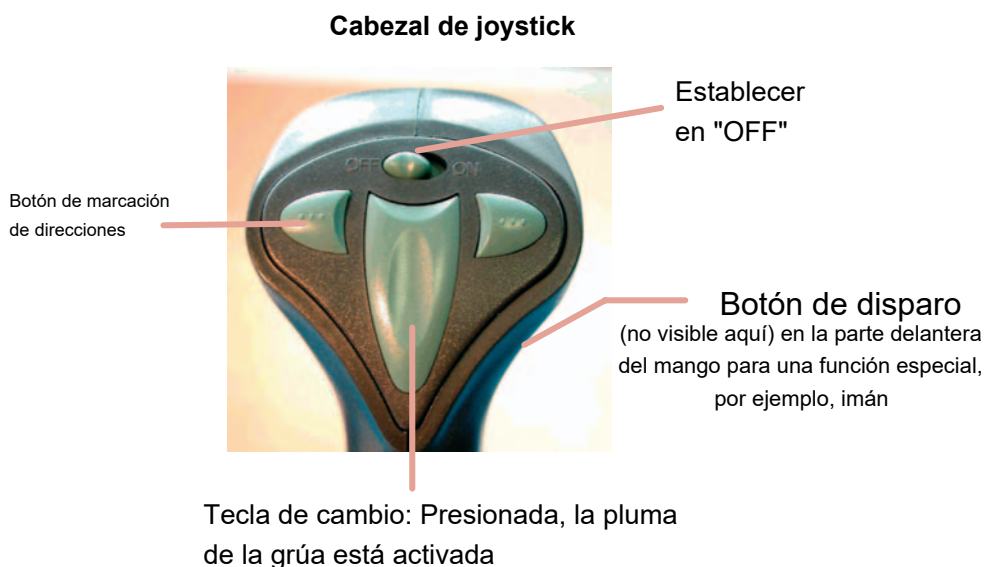 Cabezal de joystick
Establecer
en "OFF"
OFF
ON
Botón de marcación
de direcciones
Botón de disparo
(no visible aquí) en la parte delantera
del mango para una función especial,
por ejemplo, imán
Tecla de cambio: Presionada, la pluma
de la grúa está activada